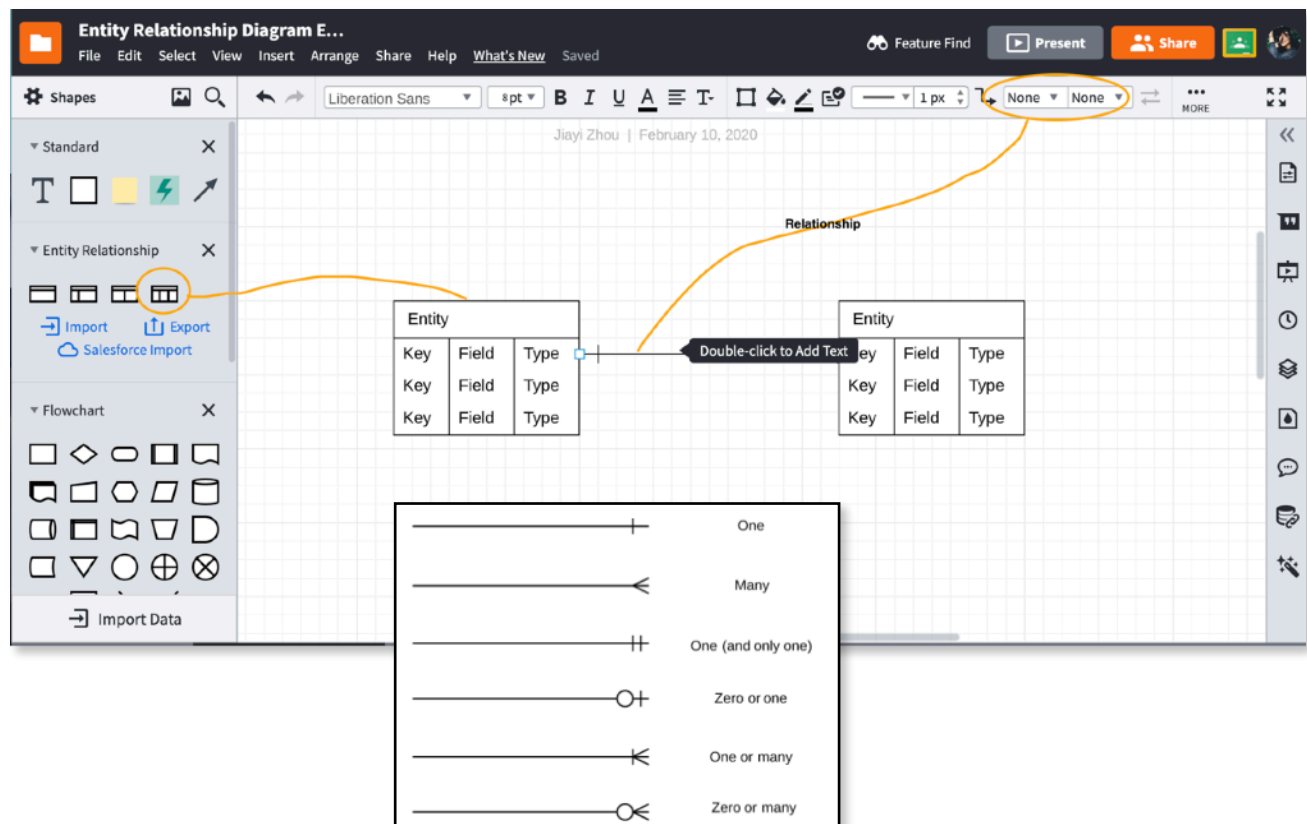 Entity Relationship Diagram E...
File Edit Select View Insert Arrange Share Help What's New Saved
Feature Find
Present
Share
Shapes
Liberation Sans
8pt
B I U A T
1 px
None
None
MORE
Jiayi Zhou | February 10, 2020
Standard
T
Relationship
Entity Relationship
Import
Export
Salesforce Import
Entity
Key Field Type
Key Field Type
Key Field Type
Double-click to Add Text
Entity
ey Field Type
Key Field Type
Key Field Type
Flowchart
Import Data
One
Many
One (and only one)
Zero or one
One or many
Zero or many